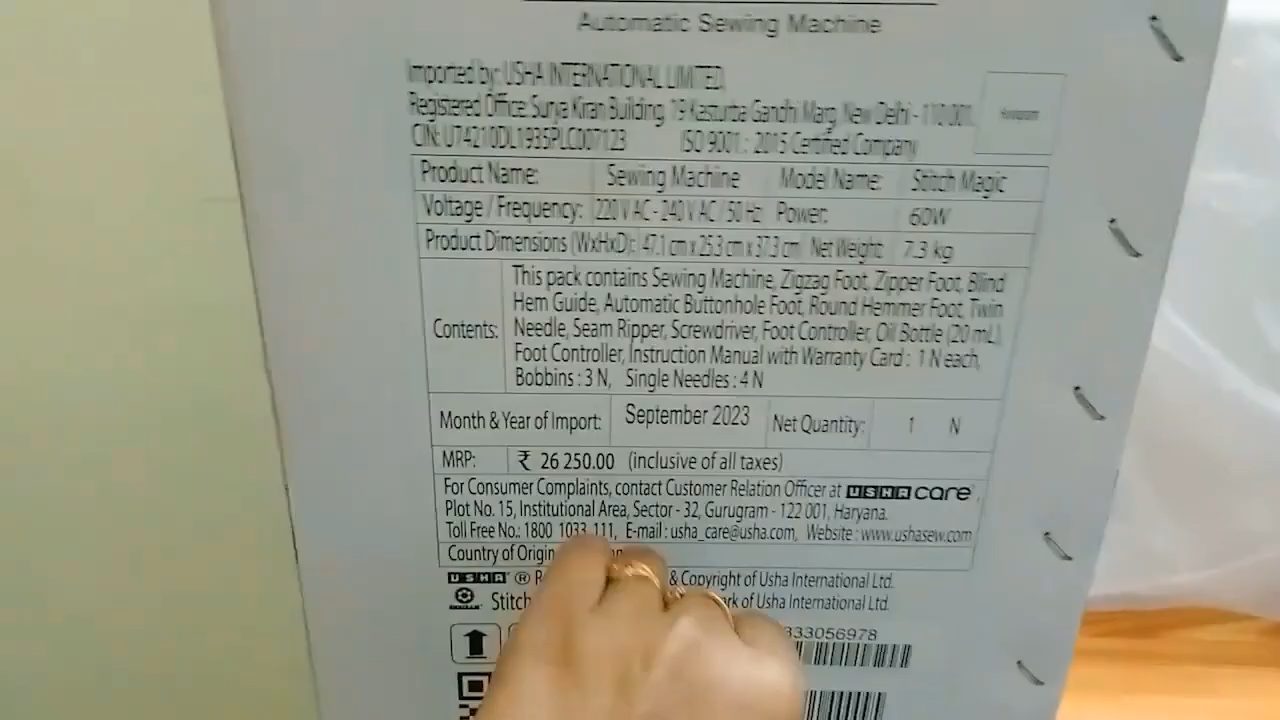 Automatic Sewing Machine
Imported by: USHA INTERNATIONAL LIMITED,
Registered Office: Surya Kiran Building, 19 Kasturba Gandhi Marg, New Delhi - 110 001.
CIN: U74210DL1935PLC007123 ISO 9001 : 2015 Certified Company
Product Name: Sewing Machine Model Name: Stitch Magic
Voltage / Frequency: 220 V AC - 240 V AC / 50 Hz Power: 60W
Product Dimensions (WxHxD): 47.1 cm x 25.3 cm x 37.3 cm Net Weight: 7.3 kg
This pack contains Sewing Machine, Zigzag Foot, Zipper Foot, Blind
Hem Guide, Automatic Buttonhole Foot, Round Hemmer Foot, Twin
Contents: Needle, Seam Ripper, Screwdriver, Foot Controller, Oil Bottle (20 mL),
Foot Controller, Instruction Manual with Warranty Card : 1 N each,
Bobbins : 3 N, Single Needles : 4 N
Month & Year of Import: September 2023 Net Quantity: 1 N
MRP: ₹ 26 250.00 (inclusive of all taxes)
For Consumer Complaints, contact Customer Relation Officer at USHA care,
Plot No. 15, Institutional Area, Sector - 32, Gurugram - 122 001, Haryana.
Toll Free No.: 1800 1033 111, E-mail : usha_care@usha.com, Website : www.ushasew.com
Country of Origin
USHA ® & Copyright of Usha International Ltd.
Stitch of Usha International Ltd.
333056978